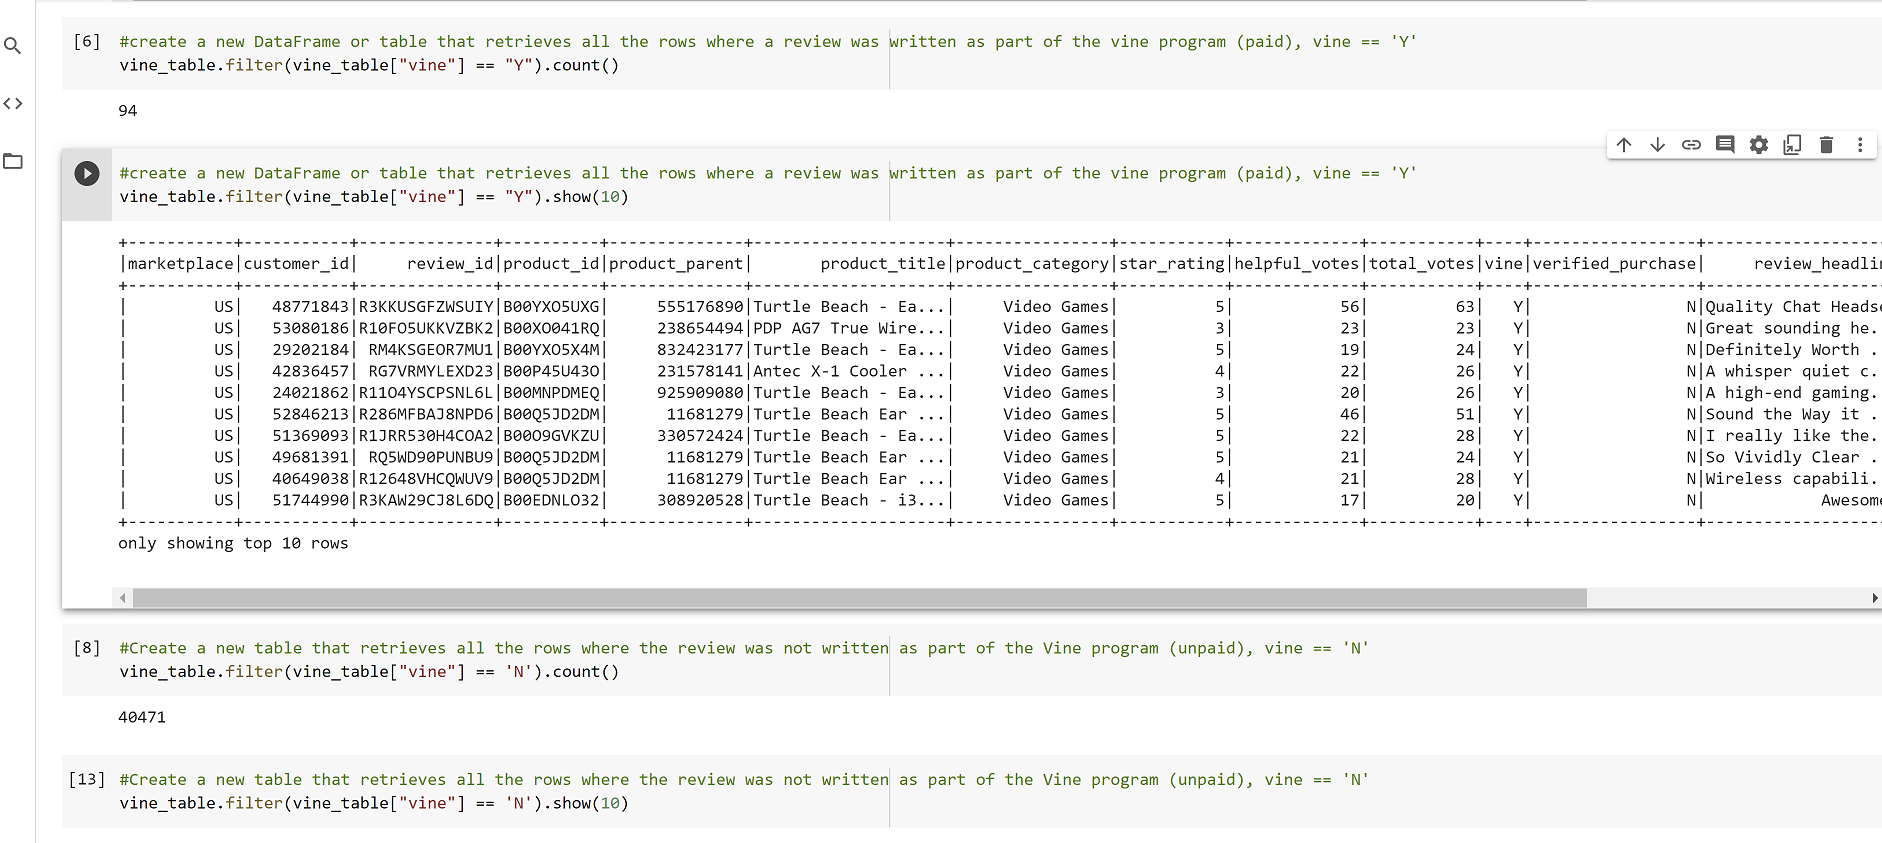 [6] #create a new DataFrame or table that retrieves all the rows where a review was written as part of the vine program (paid), vine == 'Y'
vine_table.filter(vine_table["vine"] == "Y").count()
94
#create a new DataFrame or table that retrieves all the rows where a review was written as part of the vine program (paid), vine == 'Y'
vine_table.filter(vine_table["vine"] == "Y").show(10)
+-----------+-----------+--------------+----------+--------------+--------------------+----------------+-----------+-------------+-----------+----+-----------------+-------------------
|marketplace|customer_id|     review_id|product_id|product_parent|       product_title|product_category|star_rating|helpful_votes|total_votes|vine|verified_purchase|     review_headli
+-----------+-----------+--------------+----------+--------------+--------------------+----------------+-----------+-------------+-----------+----+-----------------+-------------------
|         US|   48771843|R3KKUSGFZWSUIY|B00YXO5UXG|     555176890|Turtle Beach - Ea...|     Video Games|          5|           56|         63|   Y|                N|Quality Chat Heads
|         US|   53080186|R10FO5UKKVZBK2|B00XO041RQ|     238654494|PDP AG7 True Wire...|     Video Games|          3|           23|         23|   Y|                N|Great sounding he.
|         US|   29202184| RM4KSGEOR7MU1|B00YXO5X4M|     832423177|Turtle Beach - Ea...|     Video Games|          5|           19|         24|   Y|                N|Definitely Worth .
|         US|   42836457| RG7VRMYLEXD23|B00P45U43O|     231578141|Antec X-1 Cooler ...|     Video Games|          4|           22|         26|   Y|                N|A whisper quiet c.
|         US|   24021862|R11O4YSCPSNL6L|B00MNPDMEQ|     925909080|Turtle Beach - Ea...|     Video Games|          3|           20|         26|   Y|                N|A high-end gaming.
|         US|   52846213|R286MFBAJ8NPD6|B00Q5JD2DM|      11681279|Turtle Beach Ear ...|     Video Games|          5|           46|         51|   Y|                N|Sound the Way it .
|         US|   51369093|R1JRR530H4COA2|B00O9GVKZU|     330572424|Turtle Beach - Ea...|     Video Games|          5|           22|         28|   Y|                N|I really like the.
|         US|   49681391| RQ5WD90PUNBU9|B00Q5JD2DM|      11681279|Turtle Beach Ear ...|     Video Games|          5|           21|         24|   Y|                N|So Vividly Clear .
|         US|   40649038|R12648VHCQWUV9|B00Q5JD2DM|      11681279|Turtle Beach Ear ...|     Video Games|          4|           21|         28|   Y|                N|Wireless capabili.
|         US|   51744990|R3KAW29CJ8L6DQ|B00EDNLO32|     308920528|Turtle Beach - i3...|     Video Games|          5|           17|         20|   Y|                N|            Awesom
+-----------+-----------+--------------+----------+--------------+--------------------+----------------+-----------+-------------+-----------+----+-----------------+-------------------
only showing top 10 rows
[8] #Create a new table that retrieves all the rows where the review was not written as part of the Vine program (unpaid), vine == 'N'
vine_table.filter(vine_table["vine"] == 'N').count()
40471
[13] #Create a new table that retrieves all the rows where the review was not written as part of the Vine program (unpaid), vine == 'N'
vine_table.filter(vine_table["vine"] == 'N').show(10)